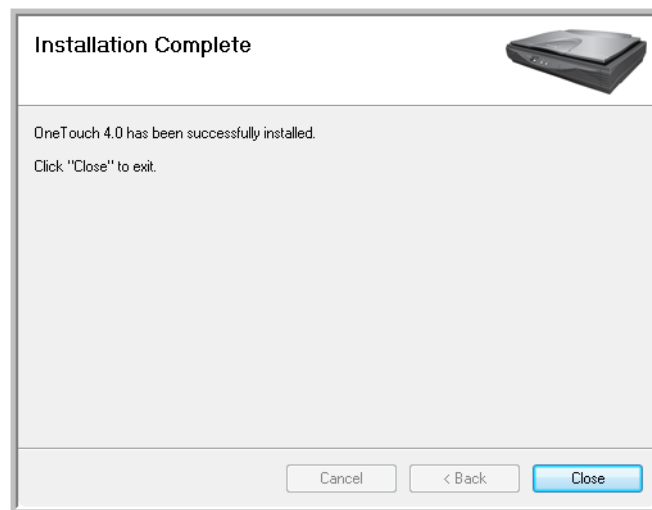 Installation Complete
OneTouch 4.0 has been successfully installed.
Click "Close" to exit.
Cancel
< Back
Close